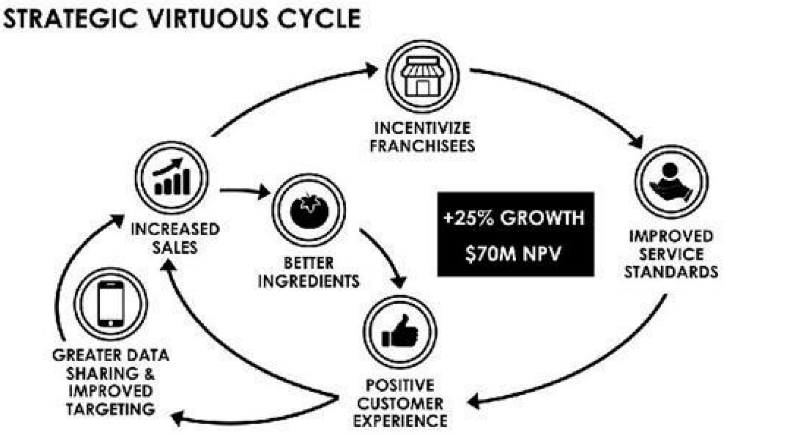 STRATEGIC VIRTUOUS CYCLE
INCENTIVIZE
FRANCHISEES
INCREASED
SALES
BETTER
INGREDIENTS
+25% GROWTH
$70M NPV
IMPROVED
SERVICE
STANDARDS
GREATER DATA
SHARING &
IMPROVED
TARGETING
POSITIVE
CUSTOMER
EXPERIENCE